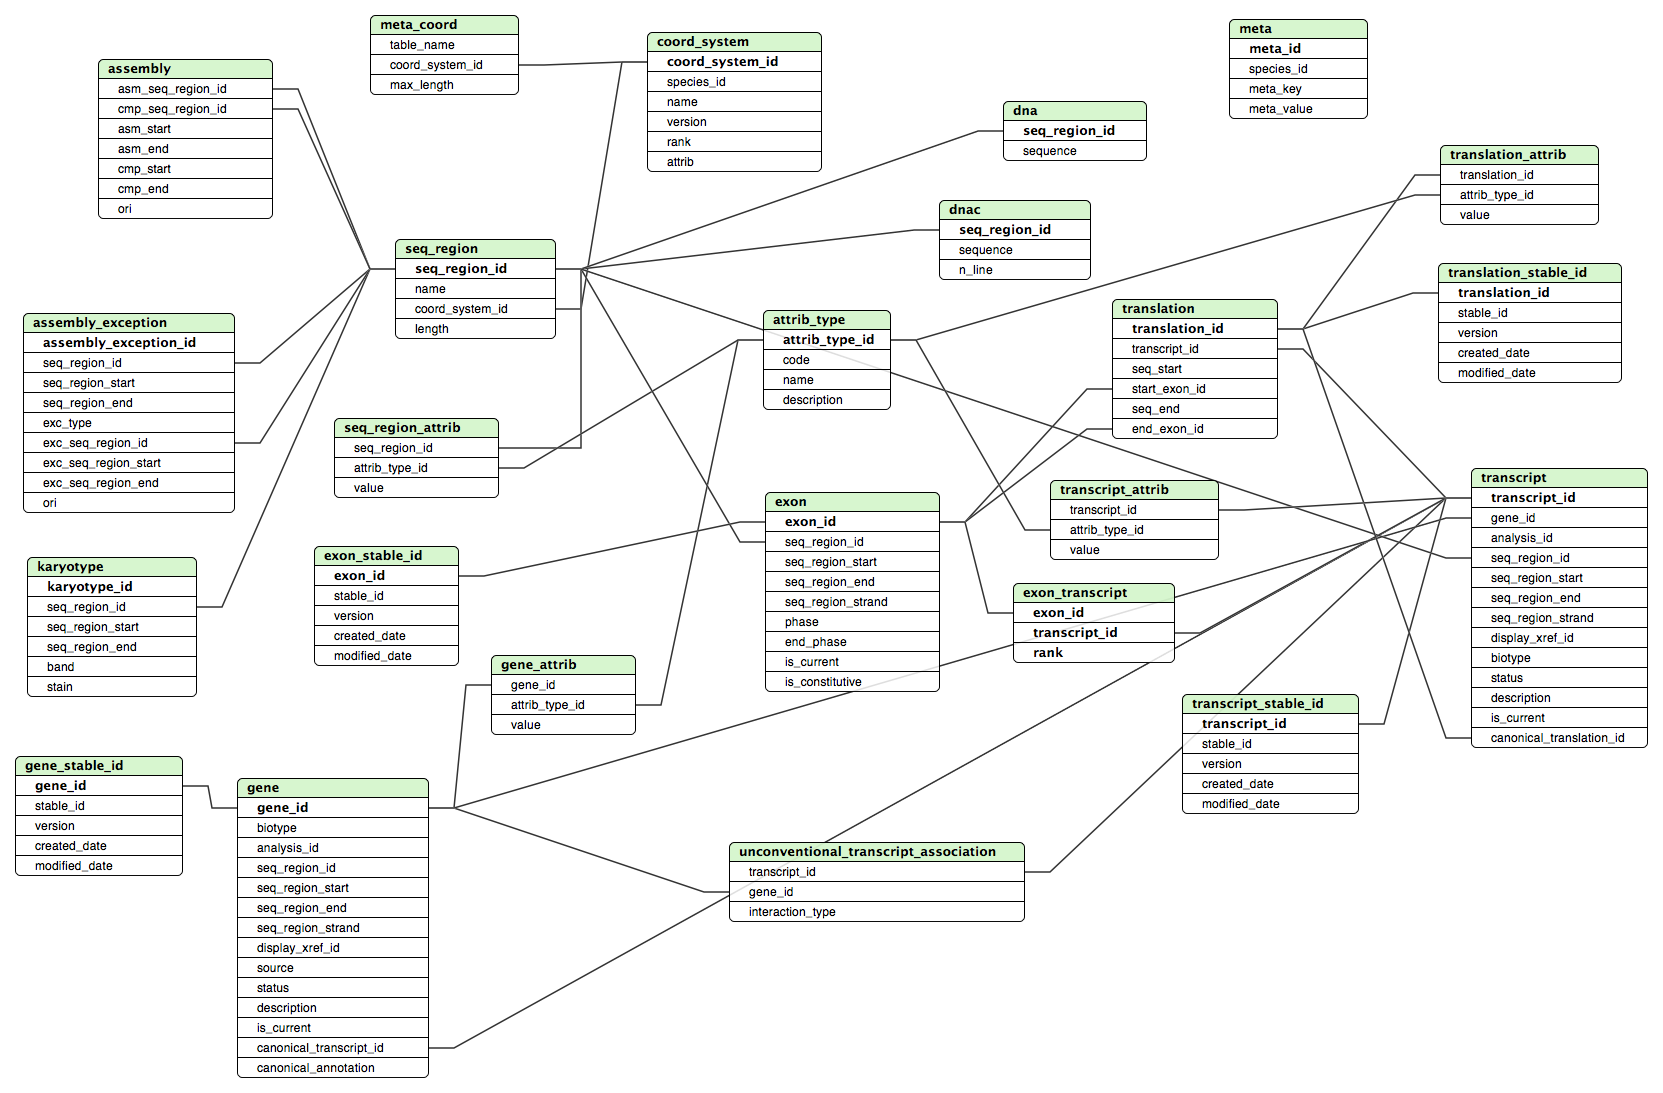 meta_coord
table_name
coord_system_id
max_length
coord_system
coord_system_id
species_id
name
version
rank
attrib
meta
meta_id
species_id
meta_key
meta_value
assembly
asm_seq_region_id
cmp_seq_region_id
asm_start
asm_end
cmp_start
cmp_end
ori
dna
seq_region_id
sequence
translation_attrib
translation_id
attrib_type_id
value
dnac
seq_region_id
sequence
n_line
seq_region
seq_region_id
name
coord_system_id
length
translation_stable_id
translation_id
stable_id
version
created_date
modified_date
assembly_exception
assembly_exception_id
seq_region_id
seq_region_start
seq_region_end
exc_type
exc_seq_region_id
exc_seq_region_start
exc_seq_region_end
ori
attrib_type
attrib_type_id
code
name
description
translation
translation_id
transcript_id
seq_start
start_exon_id
seq_end
end_exon_id
seq_region_attrib
seq_region_id
attrib_type_id
value
transcript
transcript_id
gene_id
analysis_id
seq_region_id
seq_region_start
seq_region_end
seq_region_strand
display_xref_id
biotype
status
description
is_current
canonical_translation_id
exon
exon_id
seq_region_id
seq_region_start
seq_region_end
seq_region_strand
phase
end_phase
is_current
is_constitutive
transcript_attrib
transcript_id
attrib_type_id
value
exon_stable_id
exon_id
stable_id
version
created_date
modified_date
karyotype
karyotype_id
seq_region_id
seq_region_start
seq_region_end
band
stain
exon_transcript
exon_id
transcript_id
rank
gene_attrib
gene_id
attrib_type_id
value
transcript_stable_id
transcript_id
stable_id
version
created_date
modified_date
gene_stable_id
gene_id
stable_id
version
created_date
modified_date
gene
gene_id
biotype
analysis_id
seq_region_id
seq_region_start
seq_region_end
seq_region_strand
display_xref_id
source
status
description
is_current
canonical_transcript_id
canonical_annotation
unconventional_transcript_association
transcript_id
gene_id
interaction_type